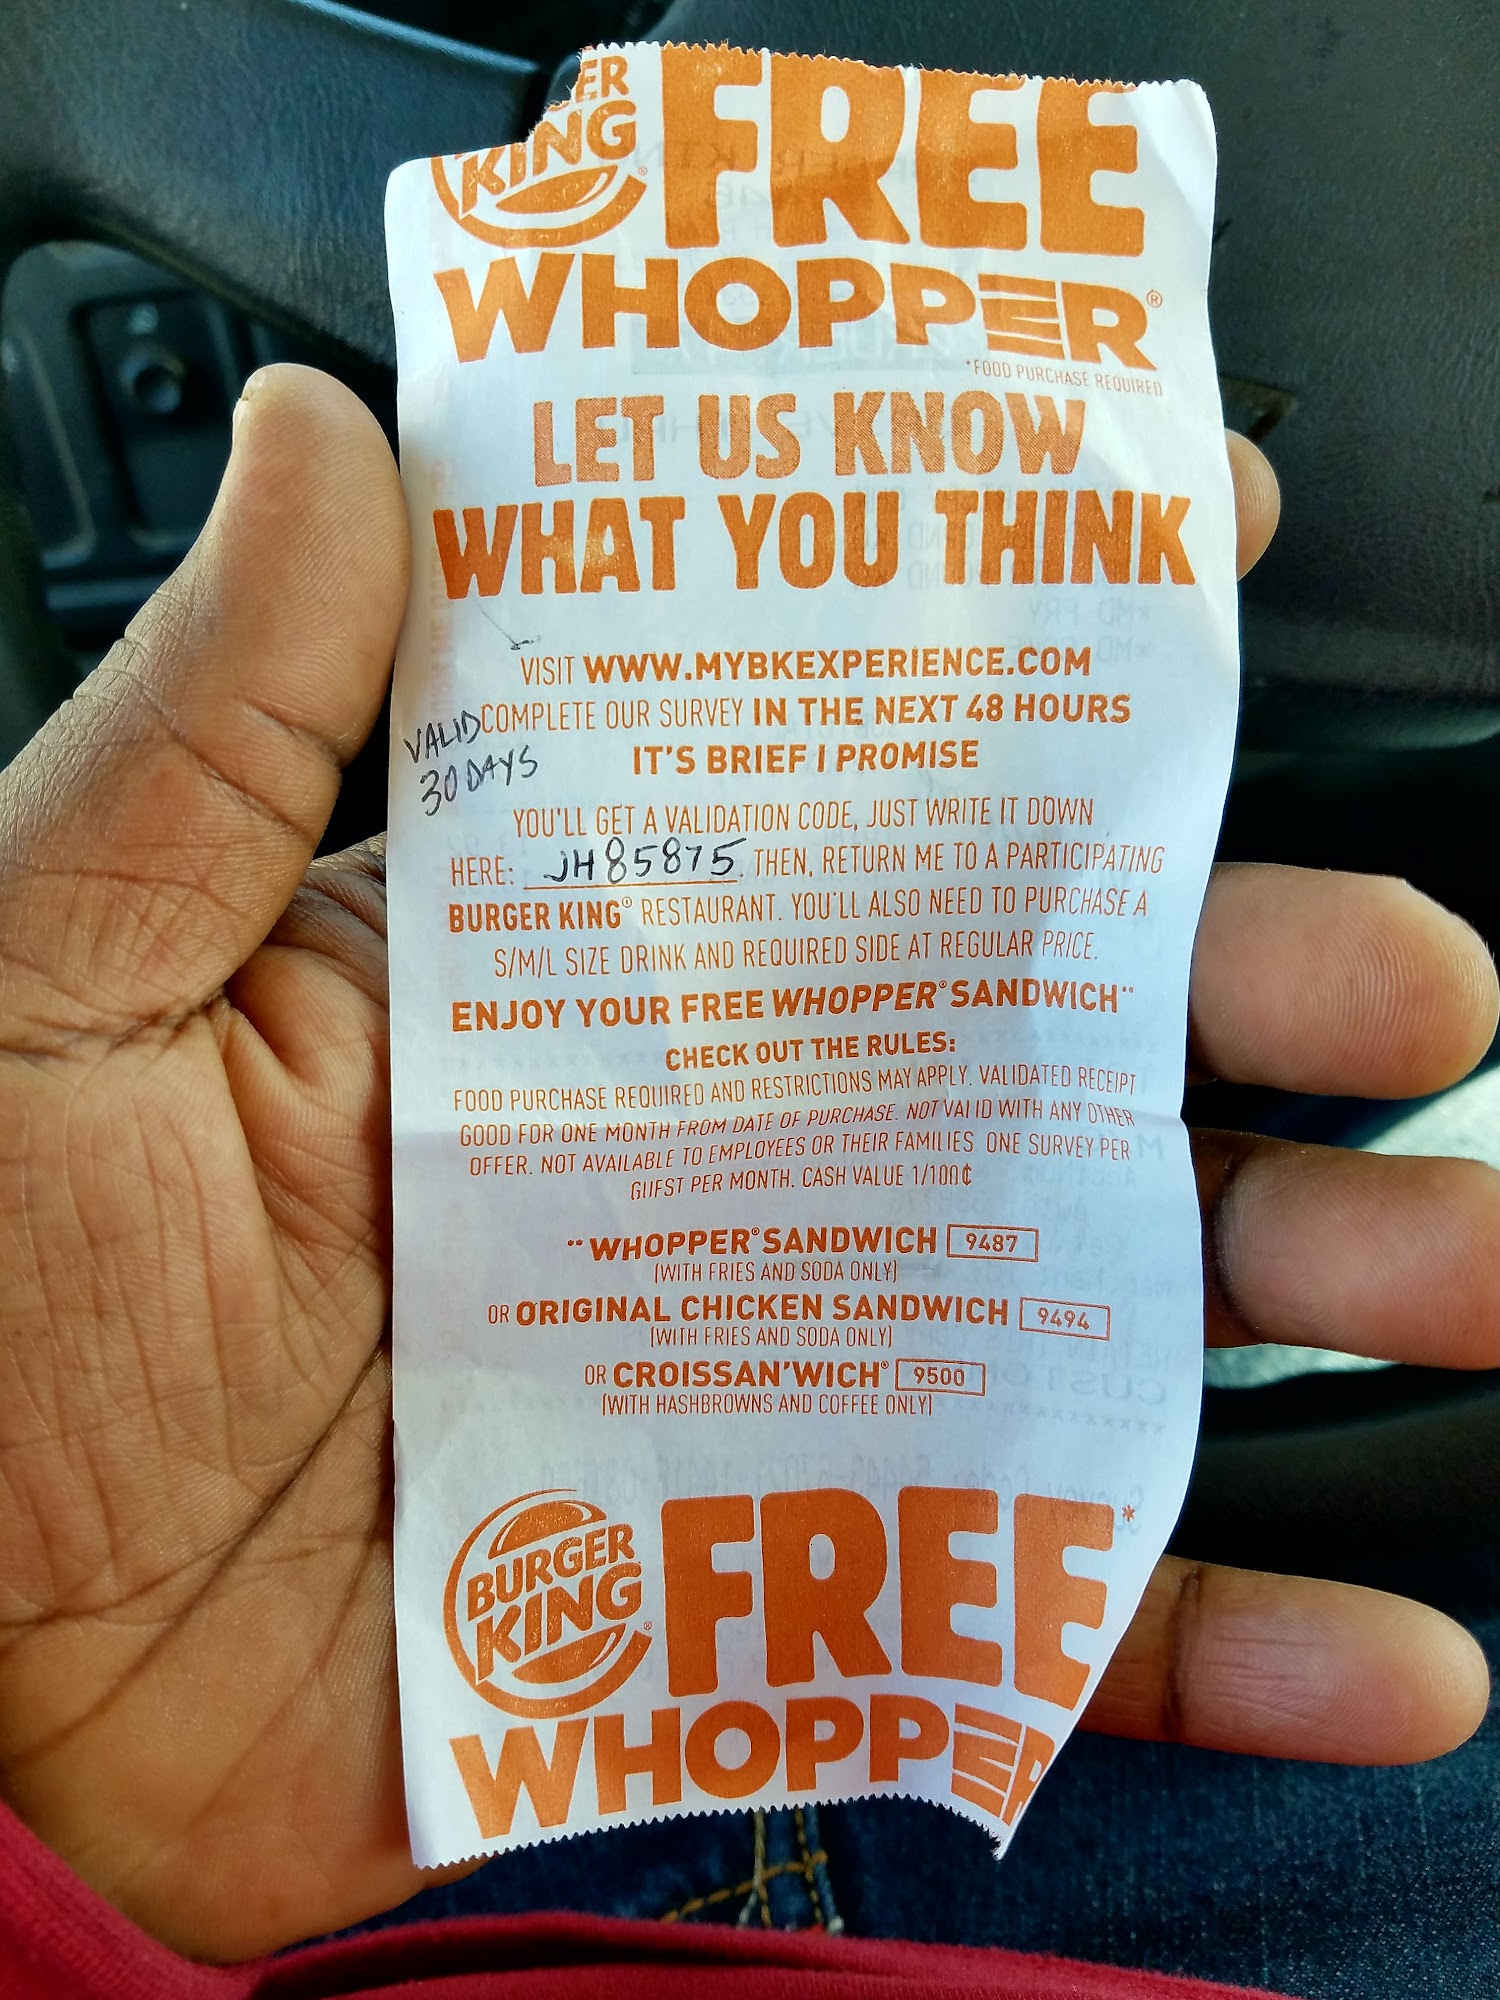 ER
KING®
FREE
WHOPPER®
*FOOD PURCHASE REQUIRED
LET US KNOW
WHAT YOU THINK
VISIT WWW.MYBKEXPERIENCE.COM
COMPLETE OUR SURVEY IN THE NEXT 48 HOURS
VALID
30 DAYS
IT'S BRIEF I PROMISE
YOU'LL GET A VALIDATION CODE, JUST WRITE IT DOWN
HERE: JH85875. THEN, RETURN ME TO A PARTICIPATING
BURGER KING® RESTAURANT. YOU'LL ALSO NEED TO PURCHASE A
S/M/L SIZE DRINK AND REQUIRED SIDE AT REGULAR PRICE.
ENJOY YOUR FREE WHOPPER® SANDWICH**
CHECK OUT THE RULES:
FOOD PURCHASE REQUIRED AND RESTRICTIONS MAY APPLY. VALIDATED RECEIPT
GOOD FOR ONE MONTH FROM DATE OF PURCHASE. NOT VALID WITH ANY OTHER
OFFER. NOT AVAILABLE TO EMPLOYEES OR THEIR FAMILIES ONE SURVEY PER
GUEST PER MONTH. CASH VALUE 1/100¢
**WHOPPER® SANDWICH 9487
(WITH FRIES AND SODA ONLY)
OR ORIGINAL CHICKEN SANDWICH 9494
(WITH FRIES AND SODA ONLY)
OR CROISSAN'WICH® 9500
(WITH HASHBROWNS AND COFFEE ONLY)
BURGER
KING®
FREE*
WHOPPER